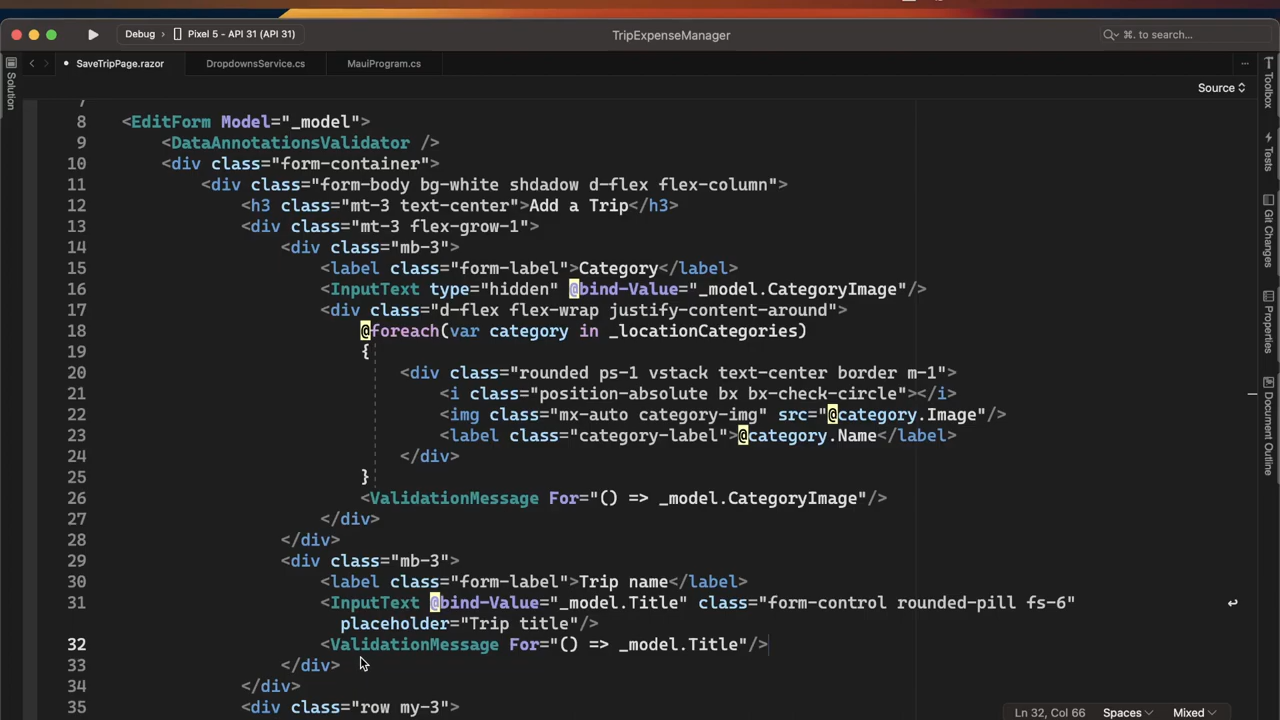 Debug > Pixel 5 - API 31 (API 31)
TripExpenseManager
⌘. to search...
SaveTripPage.razor
DropdownsService.cs
MauiProgram.cs
...
Source
Solution
Toolbox
Tests
Git Changes
Properties
Document Outline
7
8 <EditForm Model="_model">
9 <DataAnnotationsValidator />
10 <div class="form-container">
11 <div class="form-body bg-white shdadow d-flex flex-column">
12 <h3 class="mt-3 text-center">Add a Trip</h3>
13 <div class="mt-3 flex-grow-1">
14 <div class="mb-3">
15 <label class="form-label">Category</label>
16 <InputText type="hidden" @bind-Value="_model.CategoryImage"/>
17 <div class="d-flex flex-wrap justify-content-around">
18 @foreach(var category in _locationCategories)
19 {
20 <div class="rounded ps-1 vstack text-center border m-1">
21 <i class="position-absolute bx bx-check-circle"></i>
22 <img class="mx-auto category-img" src="@category.Image"/>
23 <label class="category-label">@category.Name</label>
24 </div>
25 }
26 <ValidationMessage For="() => _model.CategoryImage"/>
27 </div>
28 </div>
29 <div class="mb-3">
30 <label class="form-label">Trip name</label>
31 <InputText @bind-Value="_model.Title" class="form-control rounded-pill fs-6"
placeholder="Trip title"/>
32 <ValidationMessage For="() => _model.Title"/>
33 </div>
34 </div>
35 <div class="row my-3">
Ln 32, Col 66 Spaces Mixed